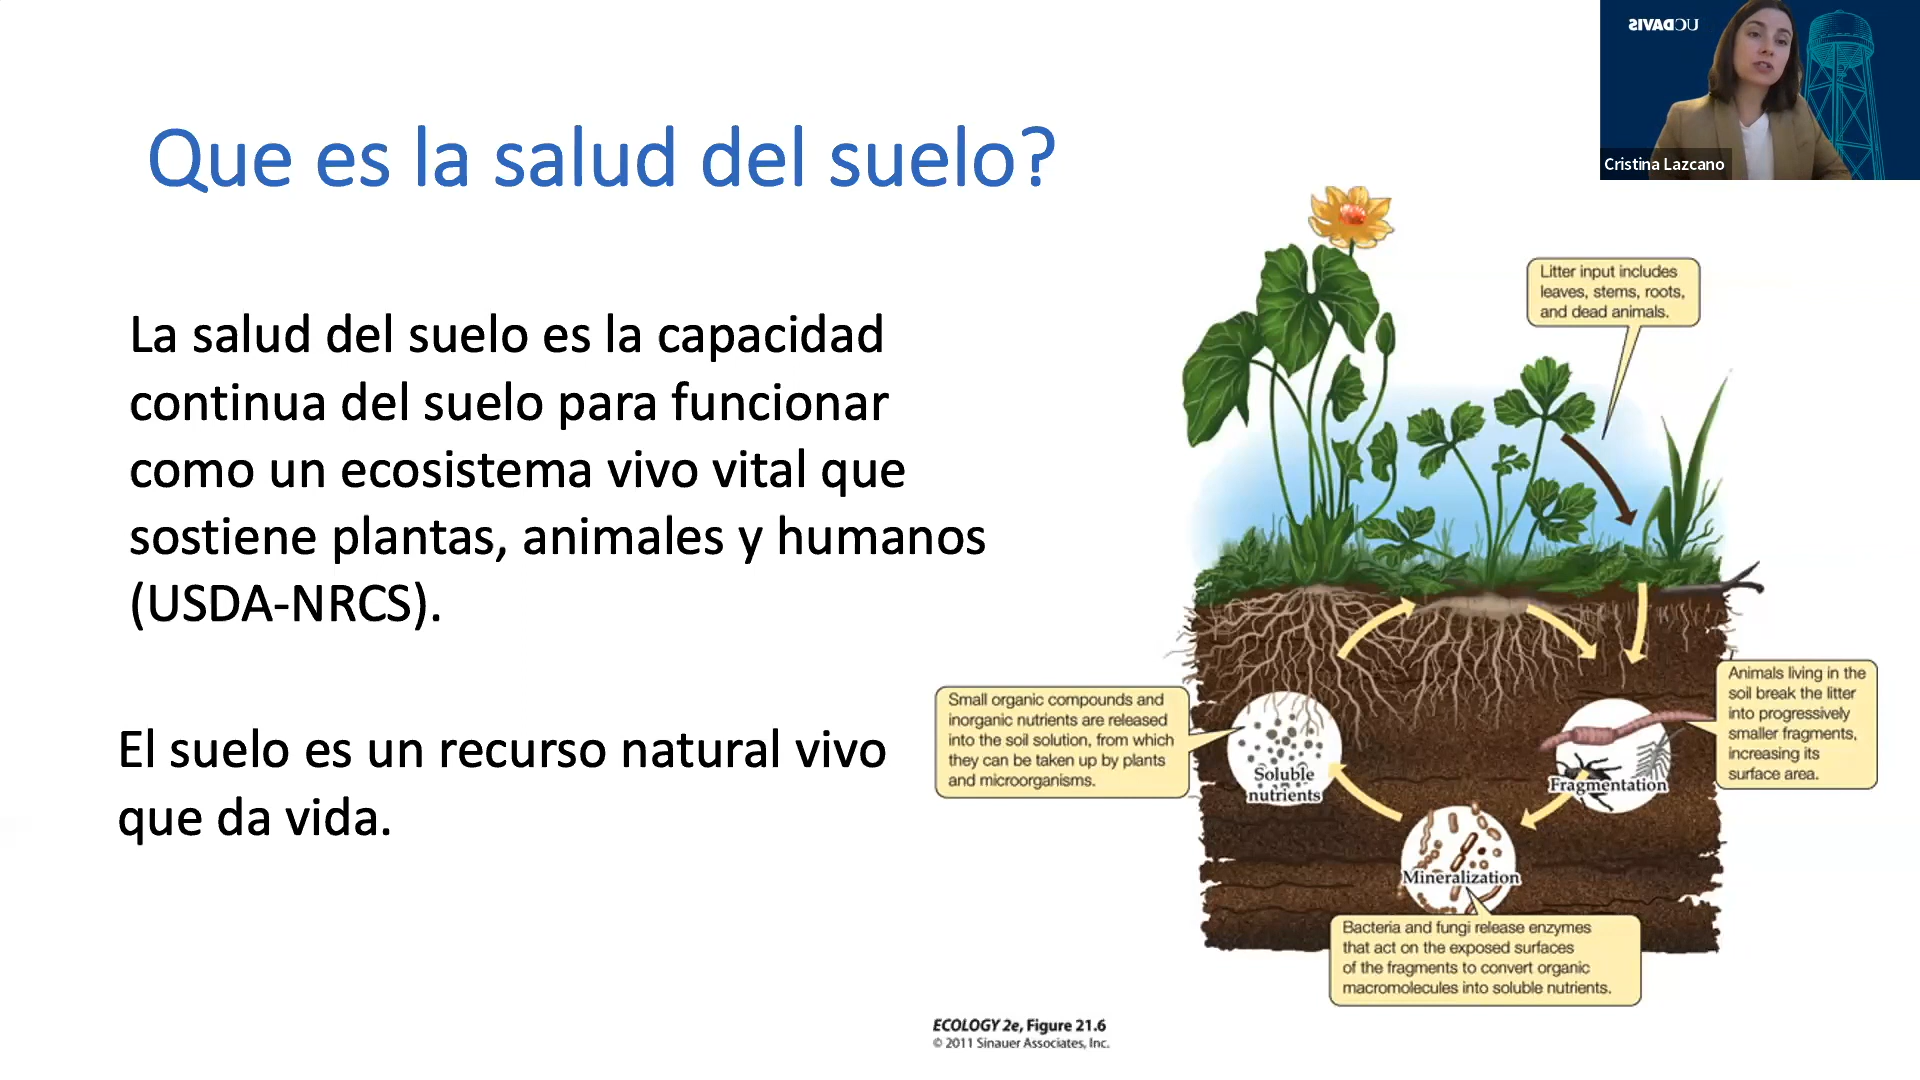 UCDAVIS
Cristina Lazcano
Que es la salud del suelo?
La salud del suelo es la capacidad
continua del suelo para funcionar
como un ecosistema vivo vital que
sostiene plantas, animales y humanos
(USDA-NRCS).
El suelo es un recurso natural vivo
que da vida.
Litter input includes
leaves, stems, roots,
and dead animals.
Animals living in the
soil break the litter
into progressively
smaller fragments,
increasing its
surface area.
Small organic compounds and
inorganic nutrients are released
into the soil solution, from which
they can be taken up by plants
and microorganisms.
Soluble
nutrients
Fragmentation
Mineralization
Bacteria and fungi release enzymes
that act on the exposed surfaces
of the fragments to convert organic
macromolecules into soluble nutrients.
ECOLOGY 2e, Figure 21.6
© 2011 Sinauer Associates, Inc.